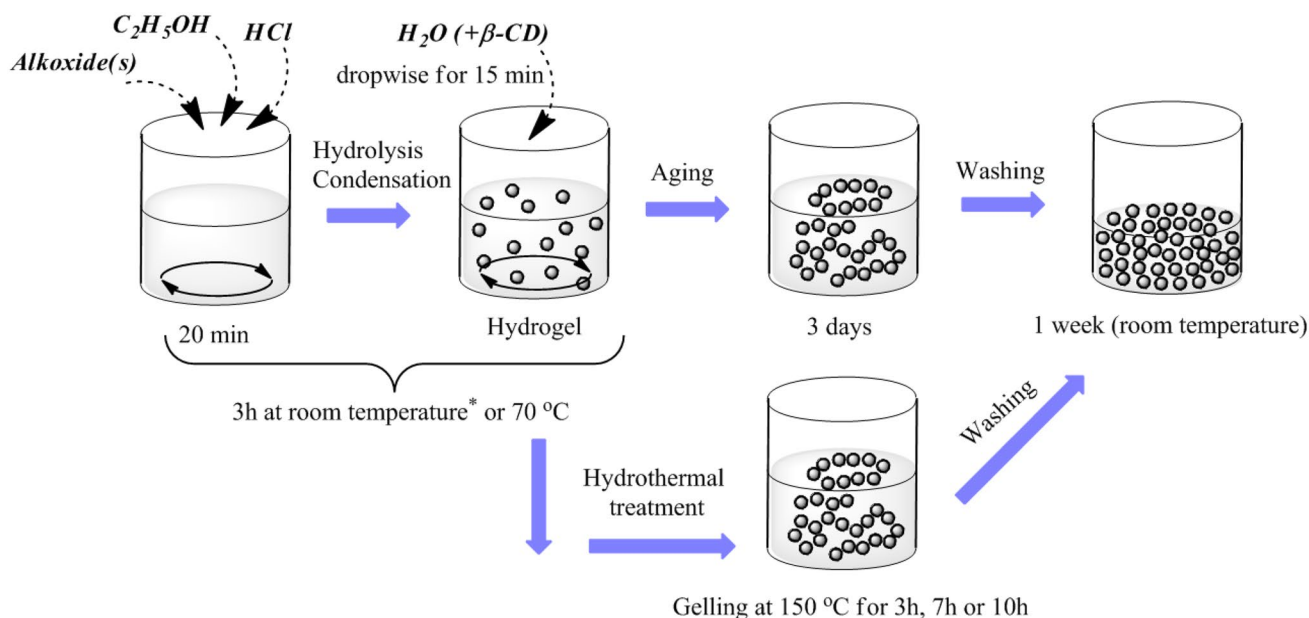 C₂H₅OH
HCl
Alkoxide(s)
H₂O (+β-CD)
dropwise for 15 min
Hydrolysis
Condensation
Aging
Washing
20 min
Hydrogel
3 days
1 week (room temperature)
3h at room temperature* or 70 °C
Hydrothermal
treatment
Washing
Gelling at 150 °C for 3h, 7h or 10h